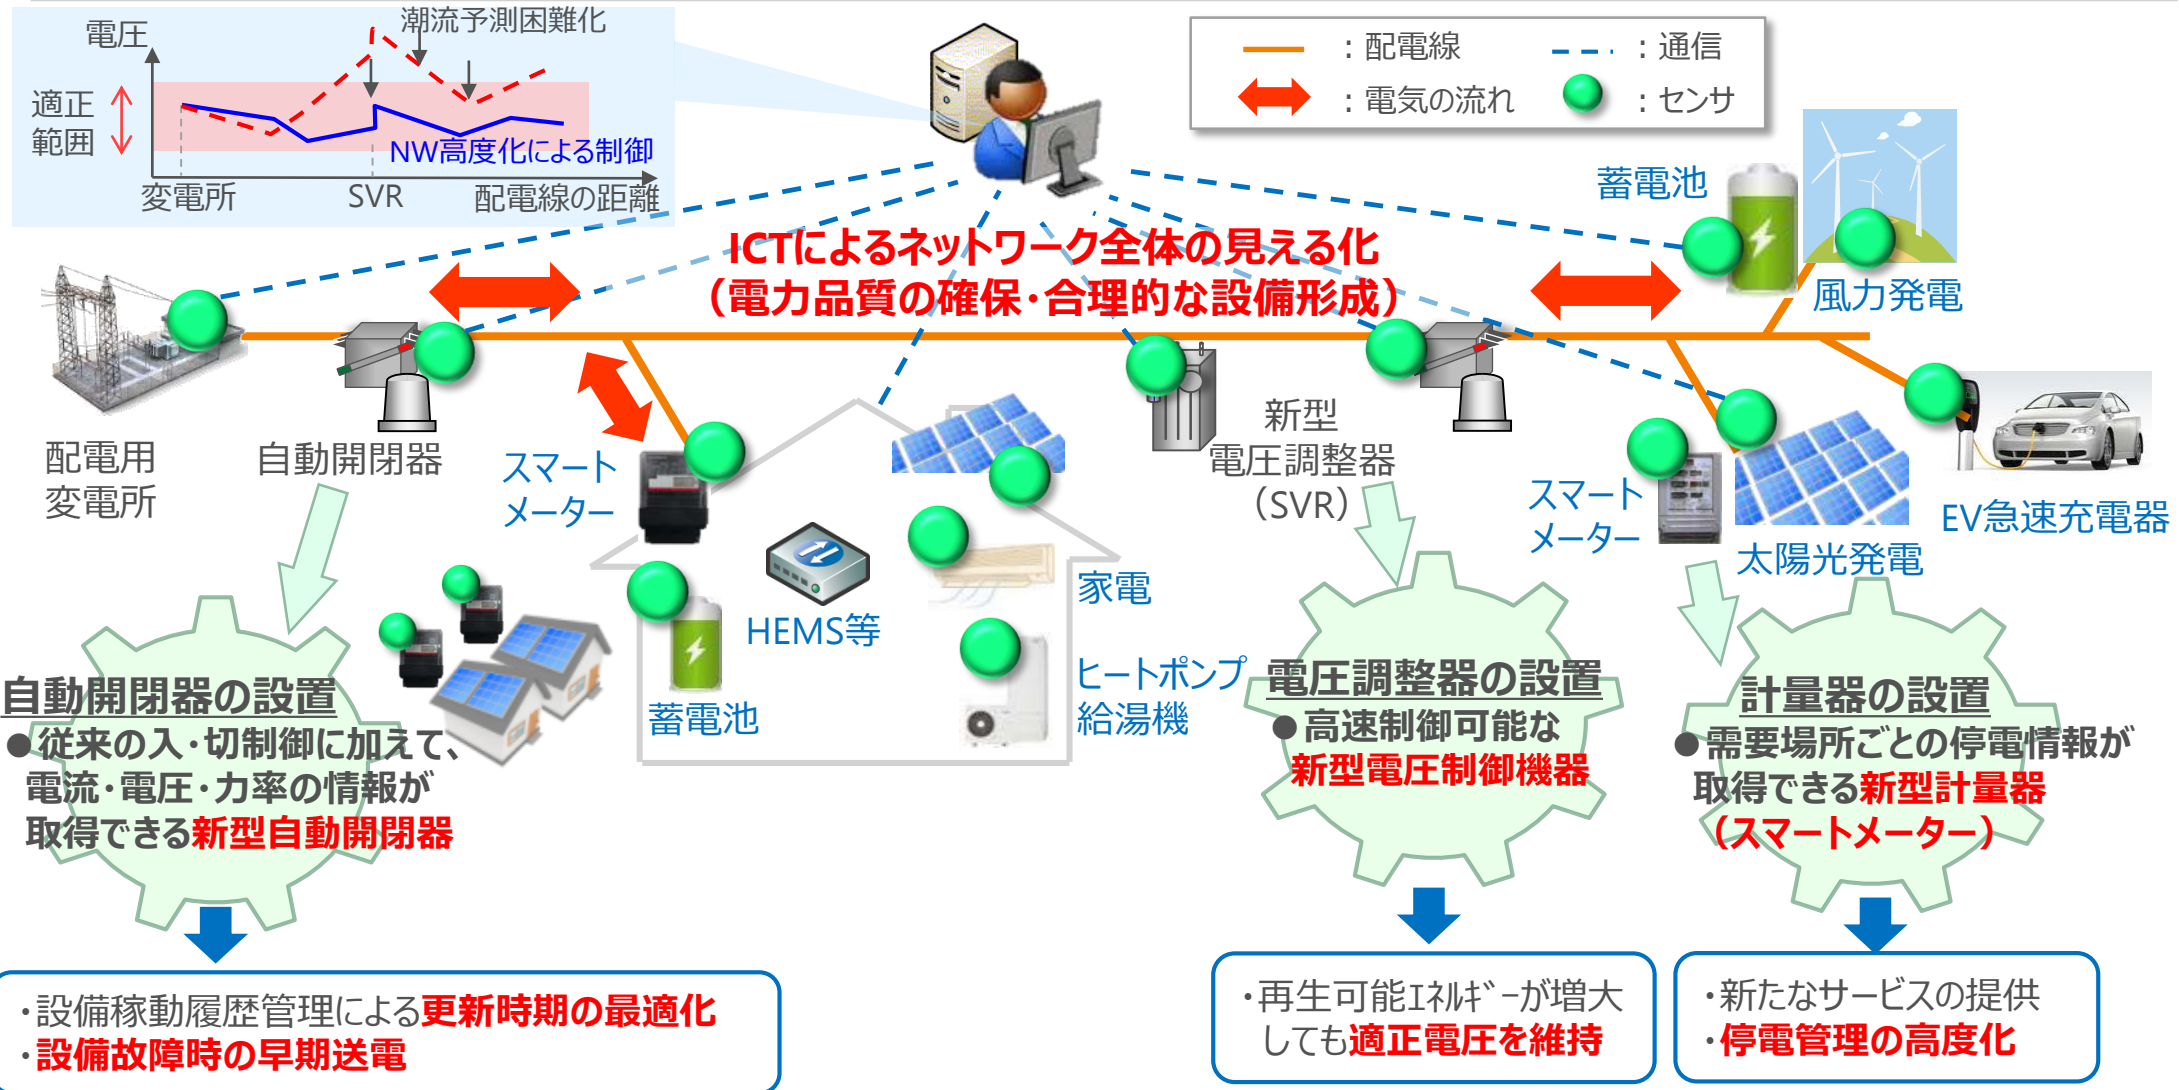 電圧
潮流予測困難化
適正
範囲
NW高度化による制御
変電所
SVR
配電線の距離
：配電線
：通信
：電気の流れ
：センサ
ICTによるネットワーク全体の見える化
（電力品質の確保・合理的な設備形成）
蓄電池
風力発電
配電用
変電所
自動開閉器
スマート
メーター
新型
電圧調整器
（SVR）
スマート
メーター
太陽光発電
EV急速充電器
HEMS等
家電
蓄電池
ヒートポンプ
給湯機
自動開閉器の設置
●従来の入・切制御に加えて、
電流・電圧・力率の情報が
取得できる新型自動開閉器
電圧調整器の設置
●高速制御可能な
新型電圧制御機器
計量器の設置
●需要場所ごとの停電情報が
取得できる新型計量器
（スマートメーター）
・設備稼動履歴管理による更新時期の最適化
・設備故障時の早期送電
・再生可能ｴﾈﾙｷﾞｰが増大
しても適正電圧を維持
・新たなサービスの提供
・停電管理の高度化